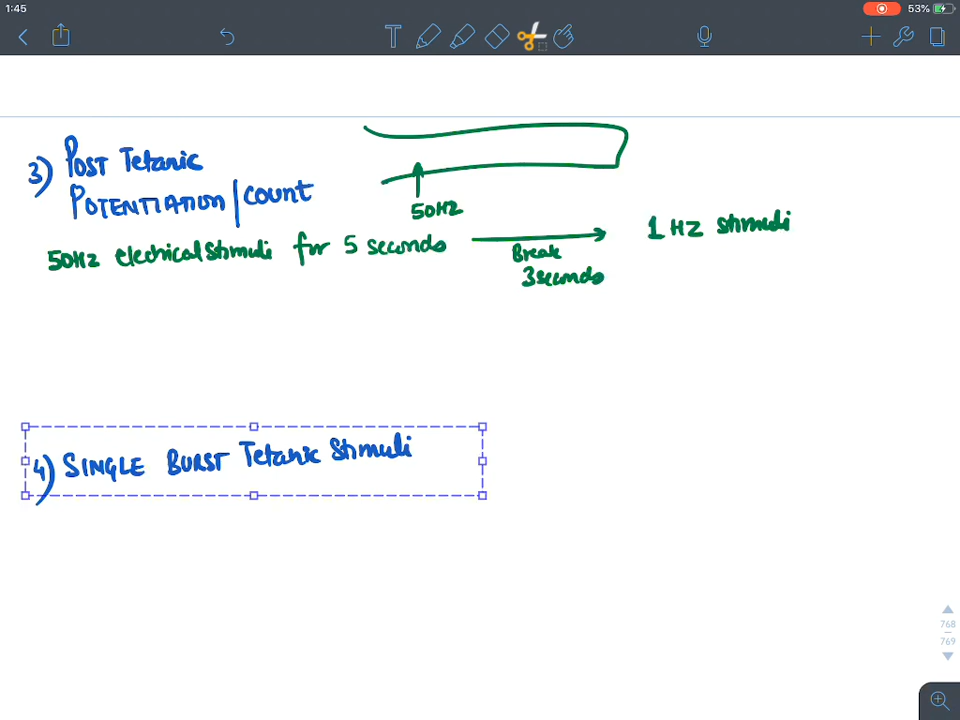 1:45
53%
3) POST Tetanic
POTENTIATION/COUNT
50HZ
50HZ electrical stimuli for 5 seconds
Break
3seconds
1 HZ stimuli
4) SINGLE BURST Tetanic Stimuli
768
769